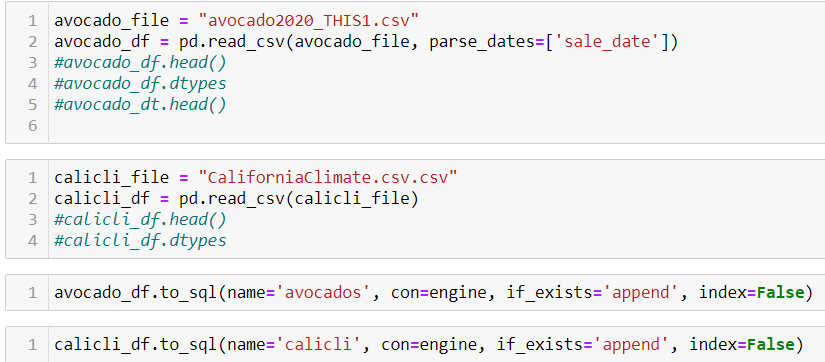 1 avocado_file = "avocado2020_THIS1.csv"
2 avocado_df = pd.read_csv(avocado_file, parse_dates=['sale_date'])
3 #avocado_df.head()
4 #avocado_df.dtypes
5 #avocado_dt.head()
6
1 calicli_file = "CaliforniaClimate.csv.csv"
2 calicli_df = pd.read_csv(calicli_file)
3 #calicli_df.head()
4 #calicli_df.dtypes
1 avocado_df.to_sql(name='avocados', con=engine, if_exists='append', index=False)
1 calicli_df.to_sql(name='calicli', con=engine, if_exists='append', index=False)